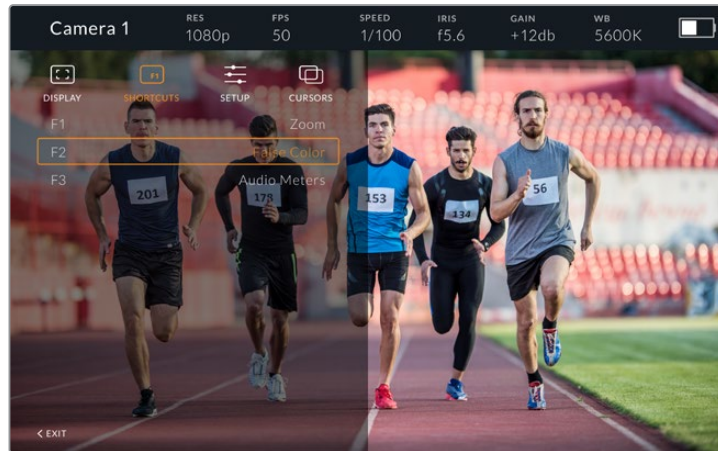 Camera 1
RES
1080p
FPS
50
SPEED
1/100
IRIS
f5.6
GAIN
+12db
WB
5600K
DISPLAY
F1
SHORTCUTS
SETUP
CURSORS
F1 Zoom
F2 False Color
F3 Audio Meters
201
178
153
134
56
< EXIT